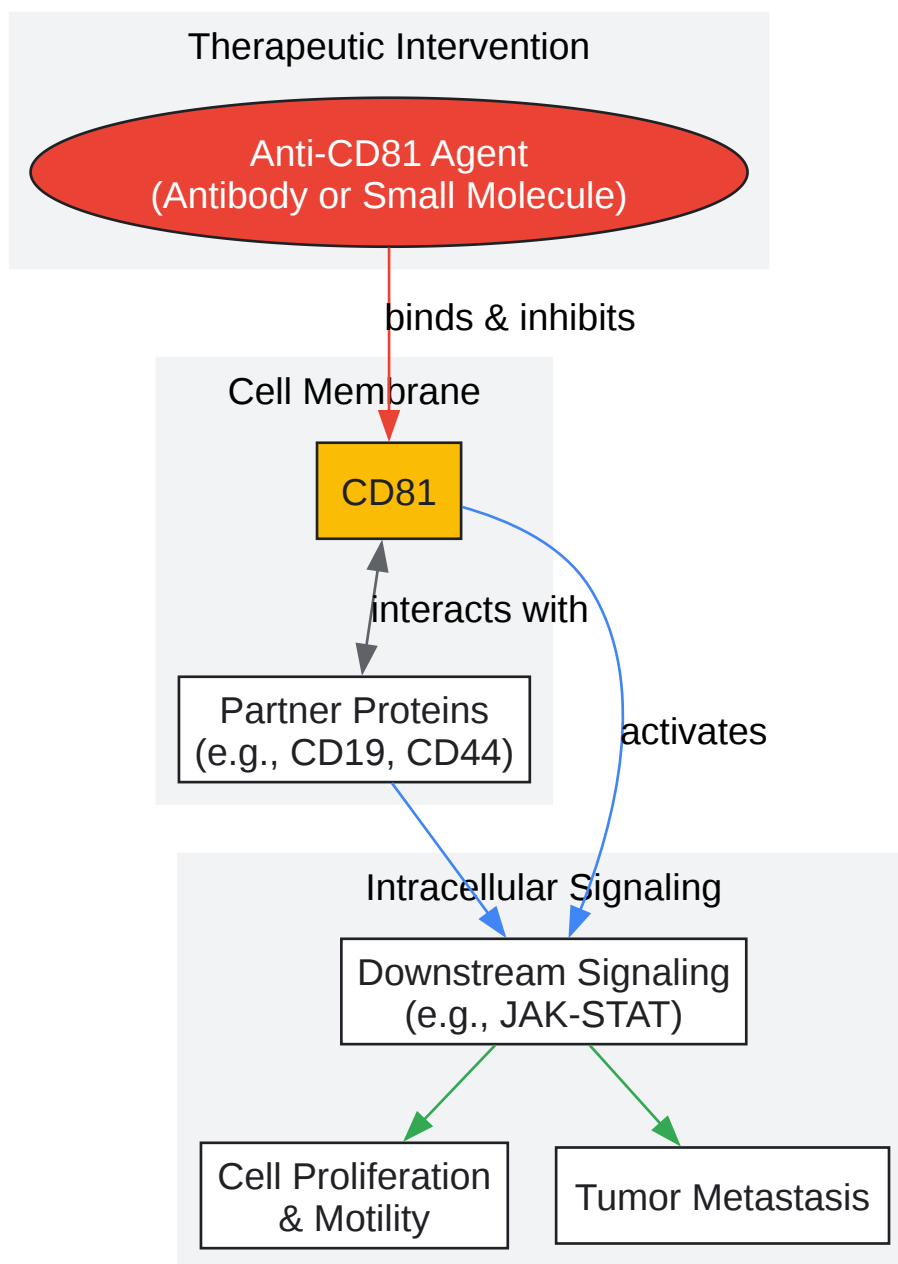 Therapeutic Intervention
Anti-CD81 Agent
(Antibody or Small Molecule)
binds & inhibits
Cell Membrane
CD81
interacts with
Partner Proteins
(e.g., CD19, CD44)
activates
Intracellular Signaling
Downstream Signaling
(e.g., JAK-STAT)
Cell Proliferation
& Motility
Tumor Metastasis